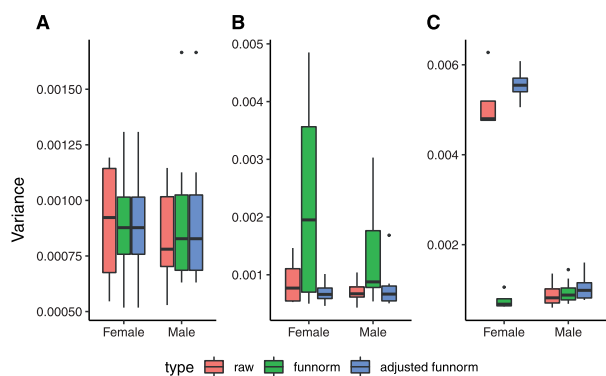 A B C
Variance
0.00150
0.00125
0.00100
0.00075
0.00050
Female Male
0.005
0.004
0.003
0.002
0.001
Female Male
0.006
0.004
0.002
Female Male
type raw funnorm adjusted funnorm